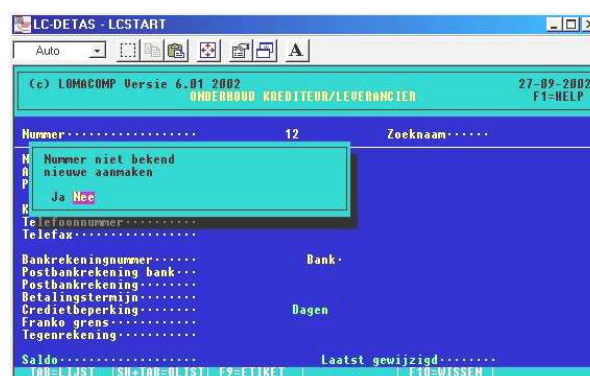 LC-DETAS - LCSTART
Auto
A
(c) LOMACOMP Versie 6.01 2002 27-09-2002
ONDERHOUD KREDITEUR/LEVERANCIER F1=HELP
Nummer·················· 12 Zoeknaam······
N
Nummer niet bekend
A
nieuwe aanmaken
P
Ja Nee
K
Telefoonnummer··········
Telefax·················
Bankrekeningnummer······ Bank·
Postbankrekening bank···
Postbankrekening········
Betalingstermijn········
Credietbeperking········ Dagen
Franko grens············
Tegenrekening···········
Saldo··················· Laatst gewijzigd·
TAB=LIJST |SH+TAB=OLIST| F9=ETIKET | | F10=WISSEN |